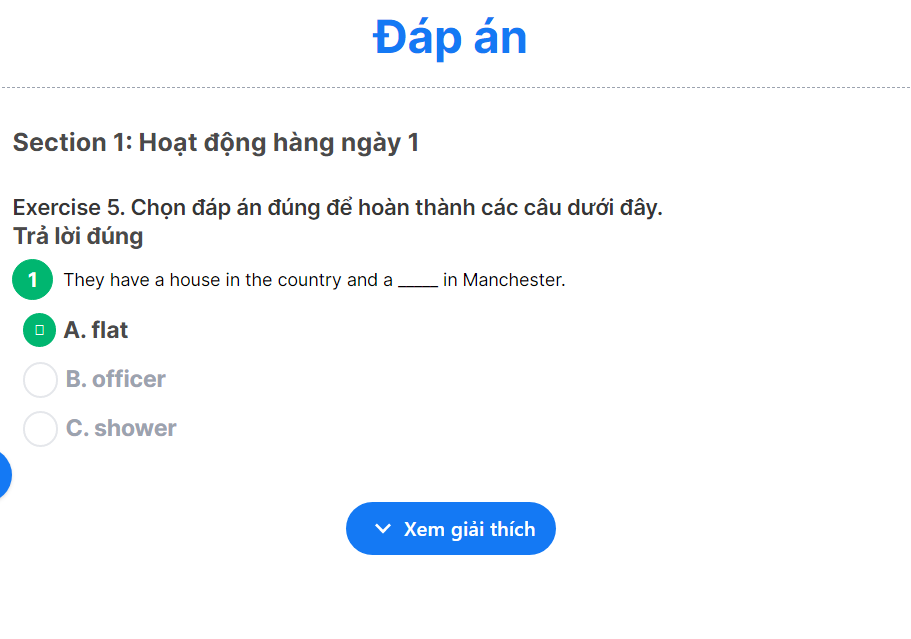 Đáp án
Section 1: Hoạt động hàng ngày 1
Exercise 5. Chọn đáp án đúng để hoàn thành các câu dưới đây.
Trả lời đúng
1 They have a house in the country and a _____ in Manchester.
A. flat
B. officer
C. shower
Xem giải thích